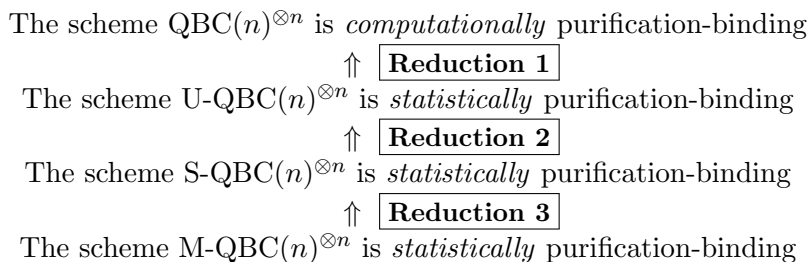 The scheme QBC(n)^{⊗n} is computationally purification-binding
⇑ Reduction 1
The scheme U-QBC(n)^{⊗n} is statistically purification-binding
⇑ Reduction 2
The scheme S-QBC(n)^{⊗n} is statistically purification-binding
⇑ Reduction 3
The scheme M-QBC(n)^{⊗n} is statistically purification-binding